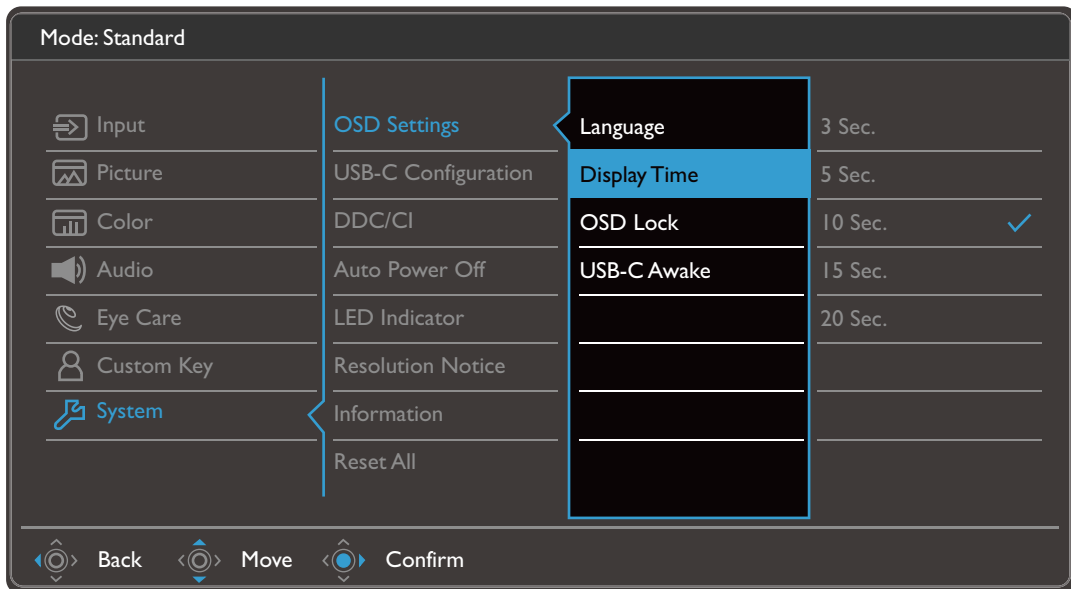 Mode: Standard
Input
Picture
Color
Audio
Eye Care
Custom Key
System
OSD Settings
USB-C Configuration
DDC/CI
Auto Power Off
LED Indicator
Resolution Notice
Information
Reset All
Language
Display Time
OSD Lock
USB-C Awake
3 Sec.
5 Sec.
10 Sec.
15 Sec.
20 Sec.
Back Move Confirm